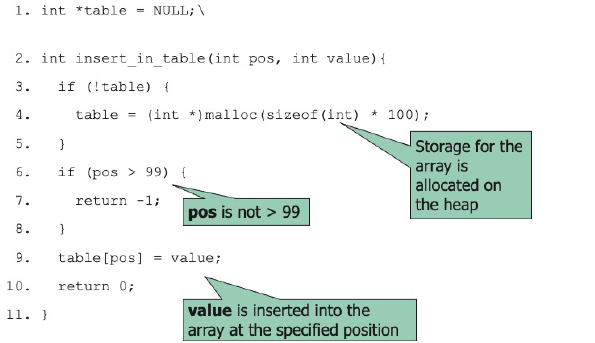 1. int *table = NULL;\
2. int insert_in_table(int pos, int value){
3. if (!table) {
4. table = (int *)malloc(sizeof(int) * 100);
5. }
Storage for the
array is
allocated on
the heap
6. if (pos > 99) {
7. return -1;
pos is not > 99
8. }
9. table[pos] = value;
10. return 0;
value is inserted into the
array at the specified position
11. }